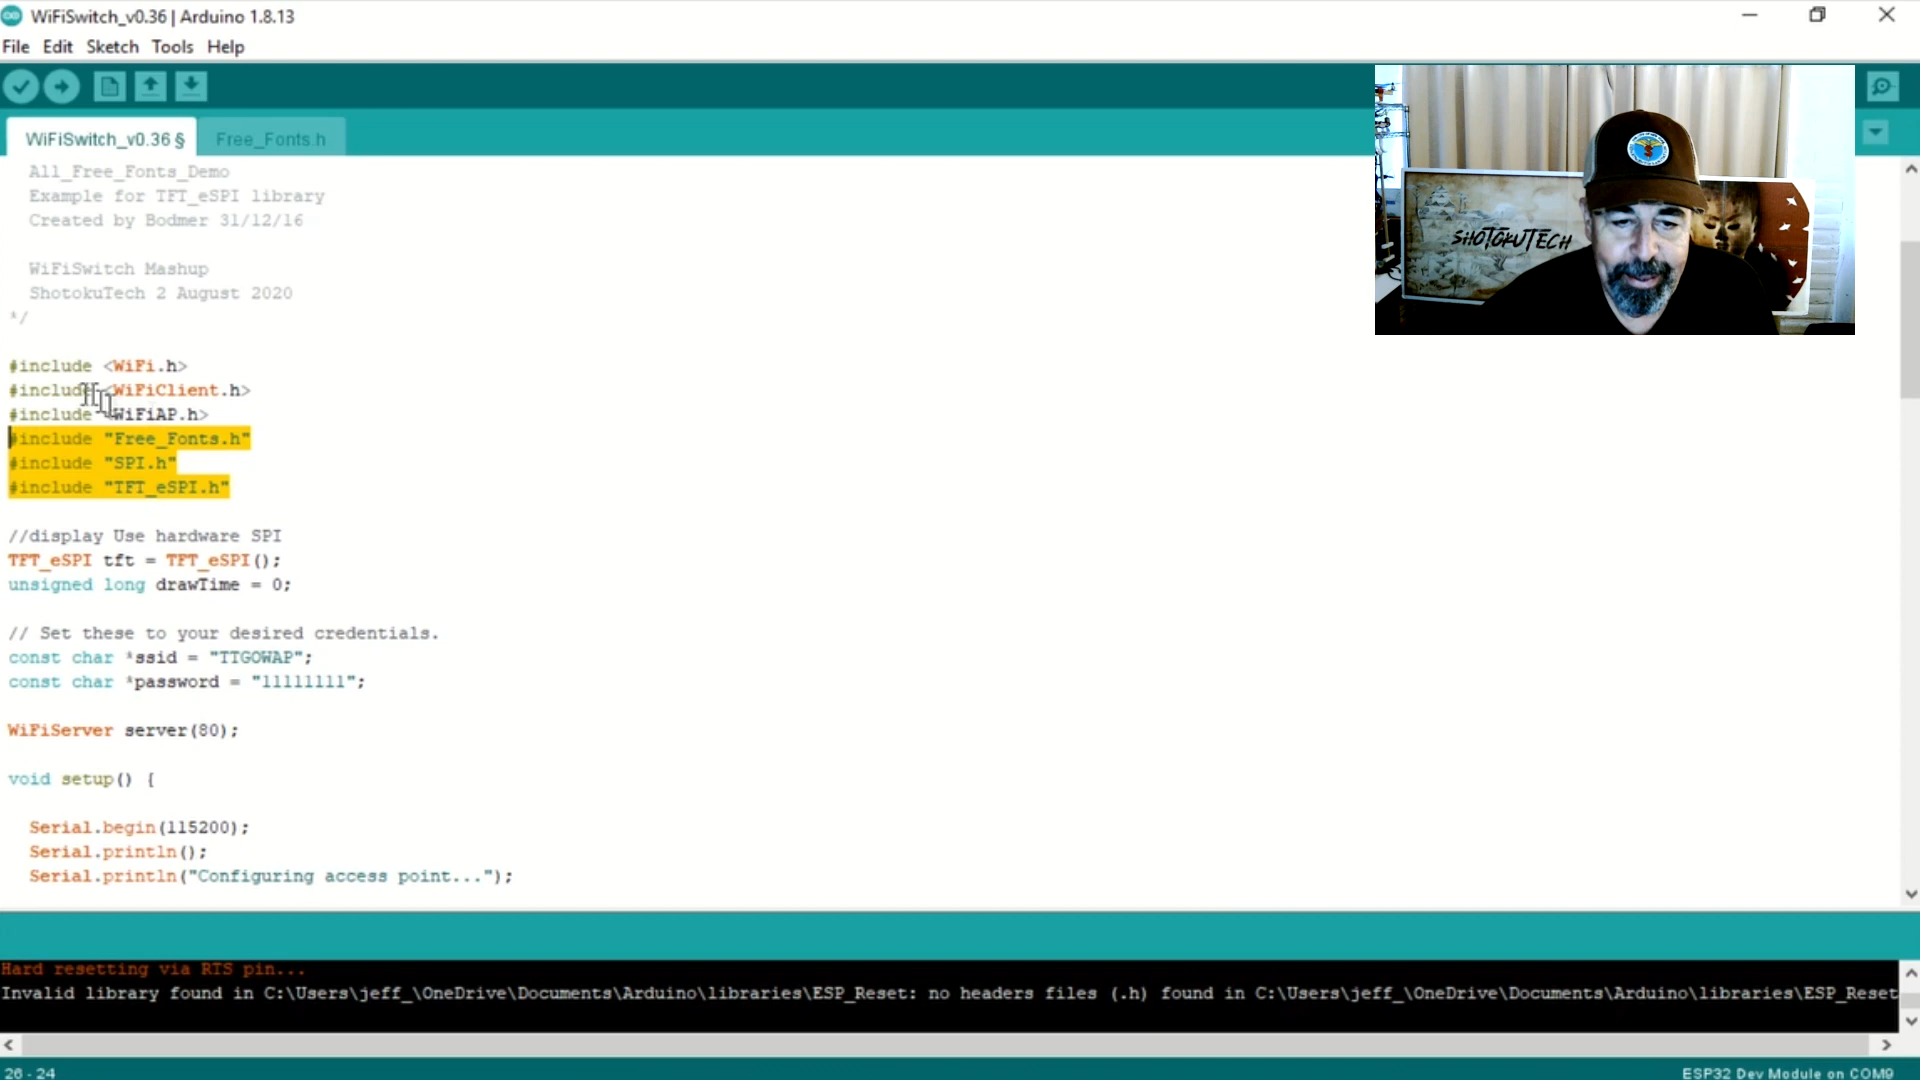 WiFiSwitch_v0.36 | Arduino 1.8.13
File Edit Sketch Tools Help
WiFiSwitch_v0.36 § Free_Fonts.h
All_Free_Fonts_Demo
Example for TFT_eSPI library
Created by Bodmer 31/12/16
WiFiSwitch Mashup
ShotokuTech 2 August 2020
*/
#include <WiFi.h>
#include <WiFiClient.h>
#include <WiFiAP.h>
#include "Free_Fonts.h"
#include "SPI.h"
#include "TFT_eSPI.h"
//display Use hardware SPI
TFT_eSPI tft = TFT_eSPI();
unsigned long drawTime = 0;
// Set these to your desired credentials.
const char *ssid = "TTGOWAP";
const char *password = "11111111";
WiFiServer server(80);
void setup() {
Serial.begin(115200);
Serial.println();
Serial.println("Configuring access point...");
SHOTOKUTECH
Hard resetting via RTS pin...
Invalid library found in C:\Users\jeff_\OneDrive\Documents\Arduino\libraries\ESP_Reset: no headers files (.h) found in C:\Users\jeff_\OneDrive\Documents\Arduino\libraries\ESP_Reset
26 - 24
ESP32 Dev Module on COM9